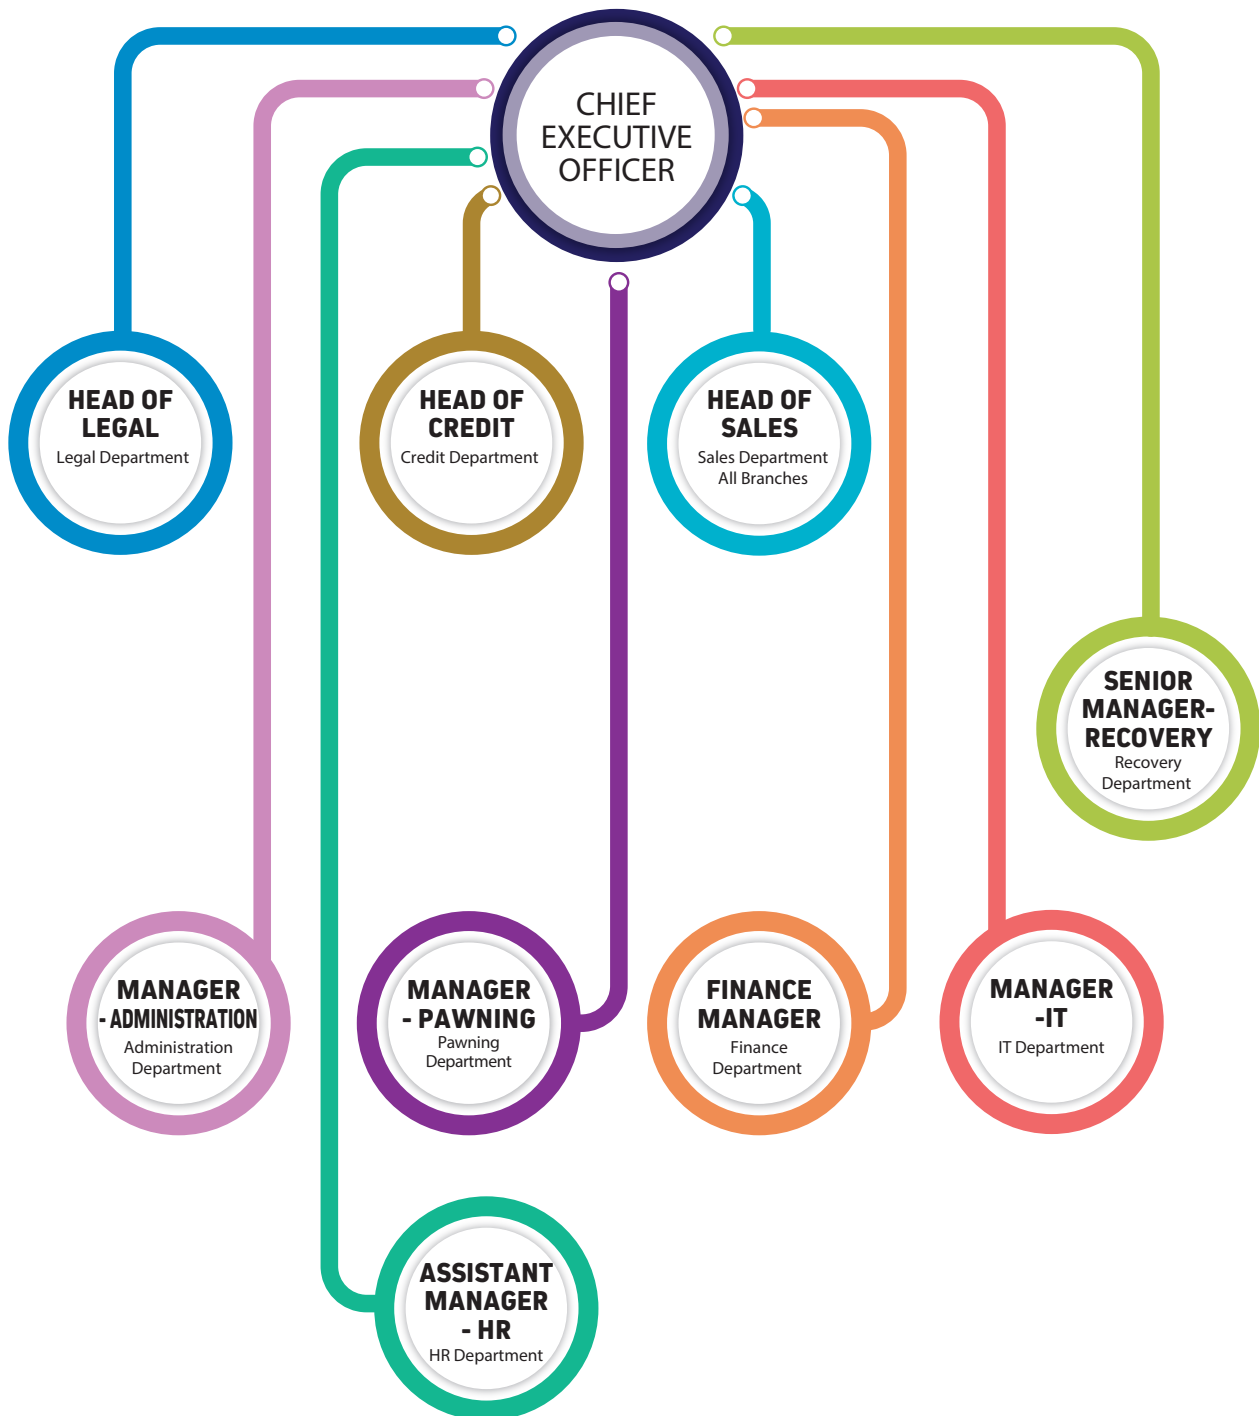 CHIEF
EXECUTIVE
OFFICER
HEAD OF
LEGAL
Legal Department
HEAD OF
CREDIT
Credit Department
HEAD OF
SALES
Sales Department
All Branches
SENIOR
MANAGER-
RECOVERY
Recovery
Department
MANAGER
- ADMINISTRATION
Administration
Department
MANAGER
- PAWNING
Pawning
Department
FINANCE
MANAGER
Finance
Department
MANAGER
-IT
IT Department
ASSISTANT
MANAGER
- HR
HR Department